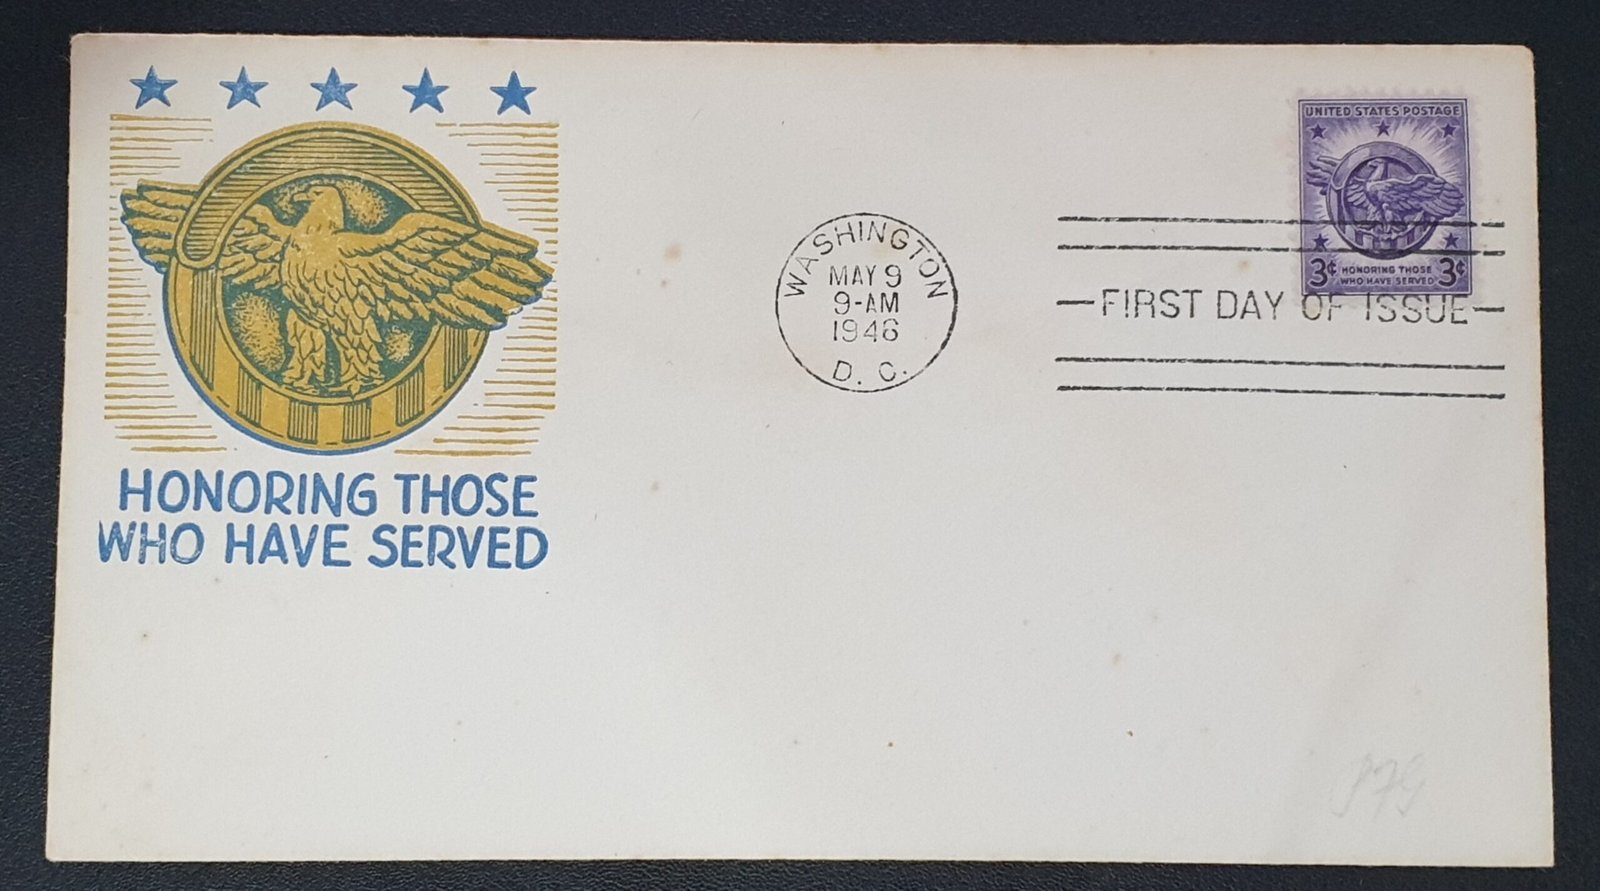 HONORING THOSE
WHO HAVE SERVED
WASHINGTON
MAY 9
9-AM
1946
D. C.
UNITED STATES POSTAGE
3¢ HONORING THOSE 3¢
WHO HAVE SERVED
FIRST DAY OF ISSUE